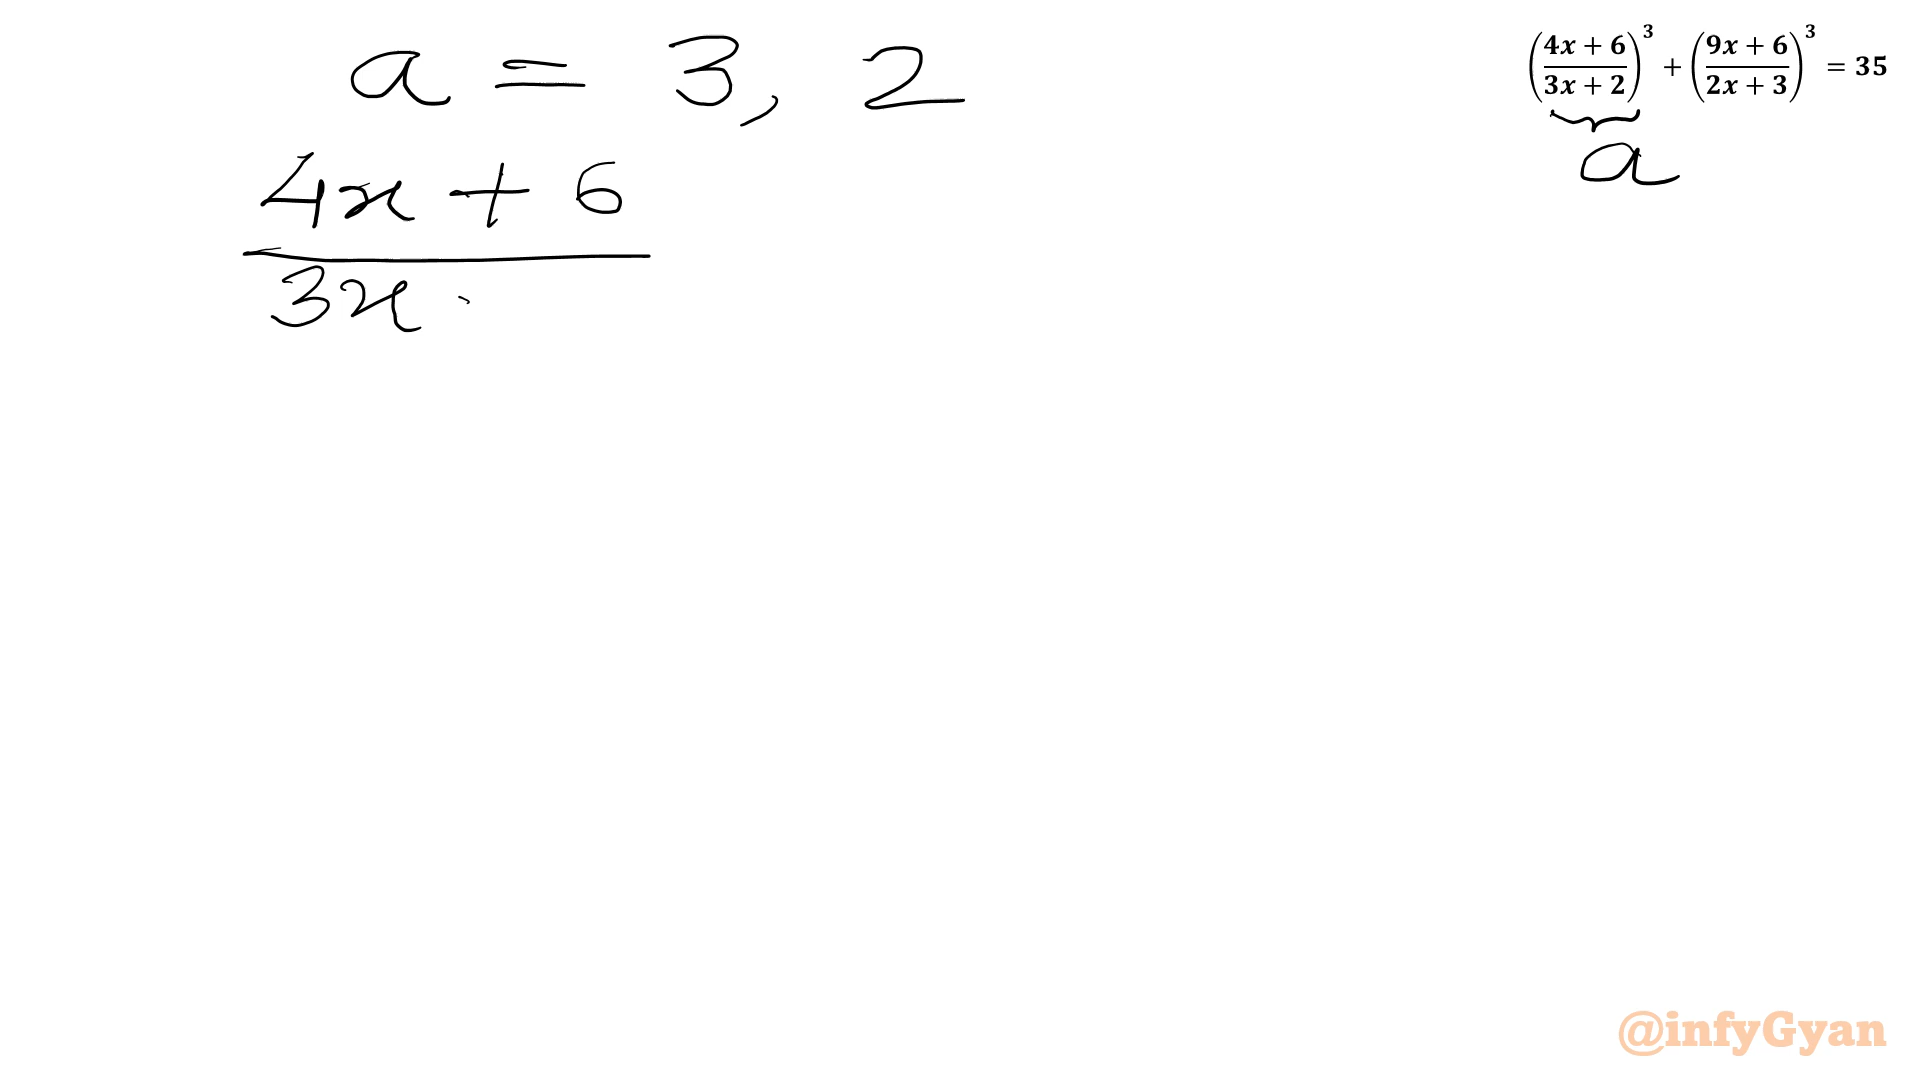 a = 3, 2
4x + 6
3x
(4x + 6 / 3x + 2)³ + (9x + 6 / 2x + 3)³ = 35
a
@infyGyan